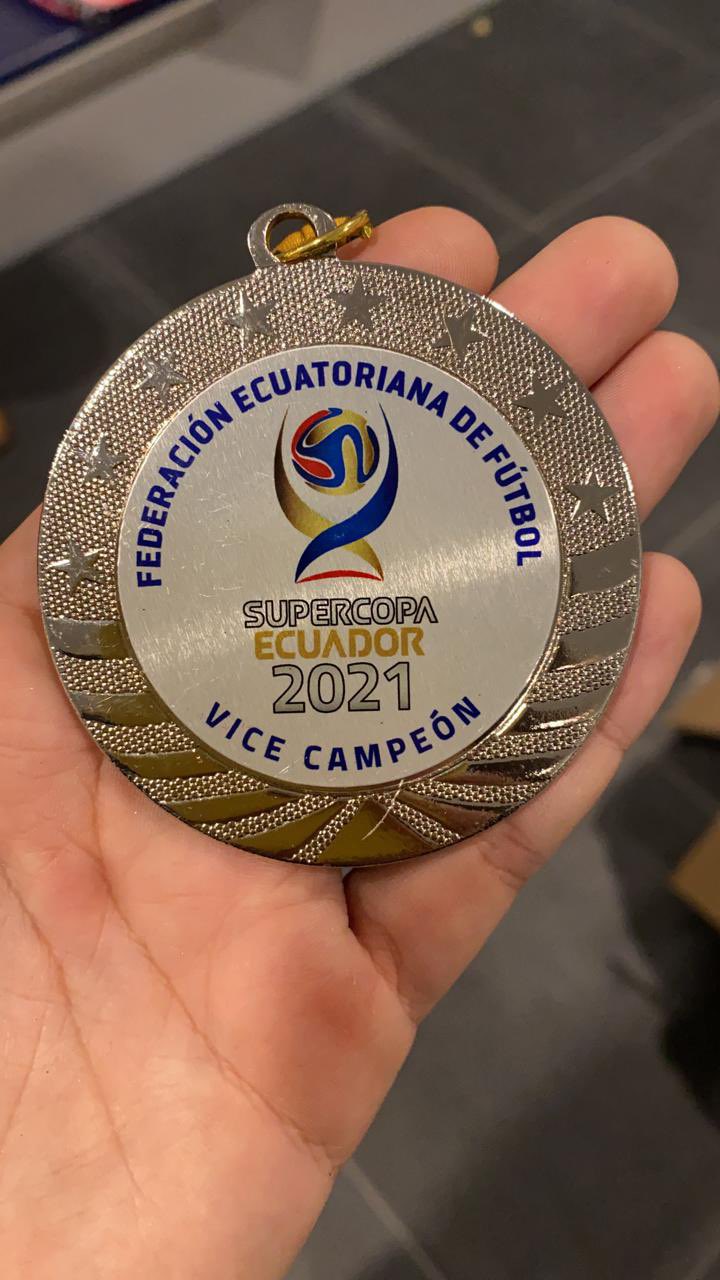 FEDERACIÓN ECUATORIANA DE FÚTBOL
SUPERCOPA
ECUADOR
2021
VICE CAMPEÓN